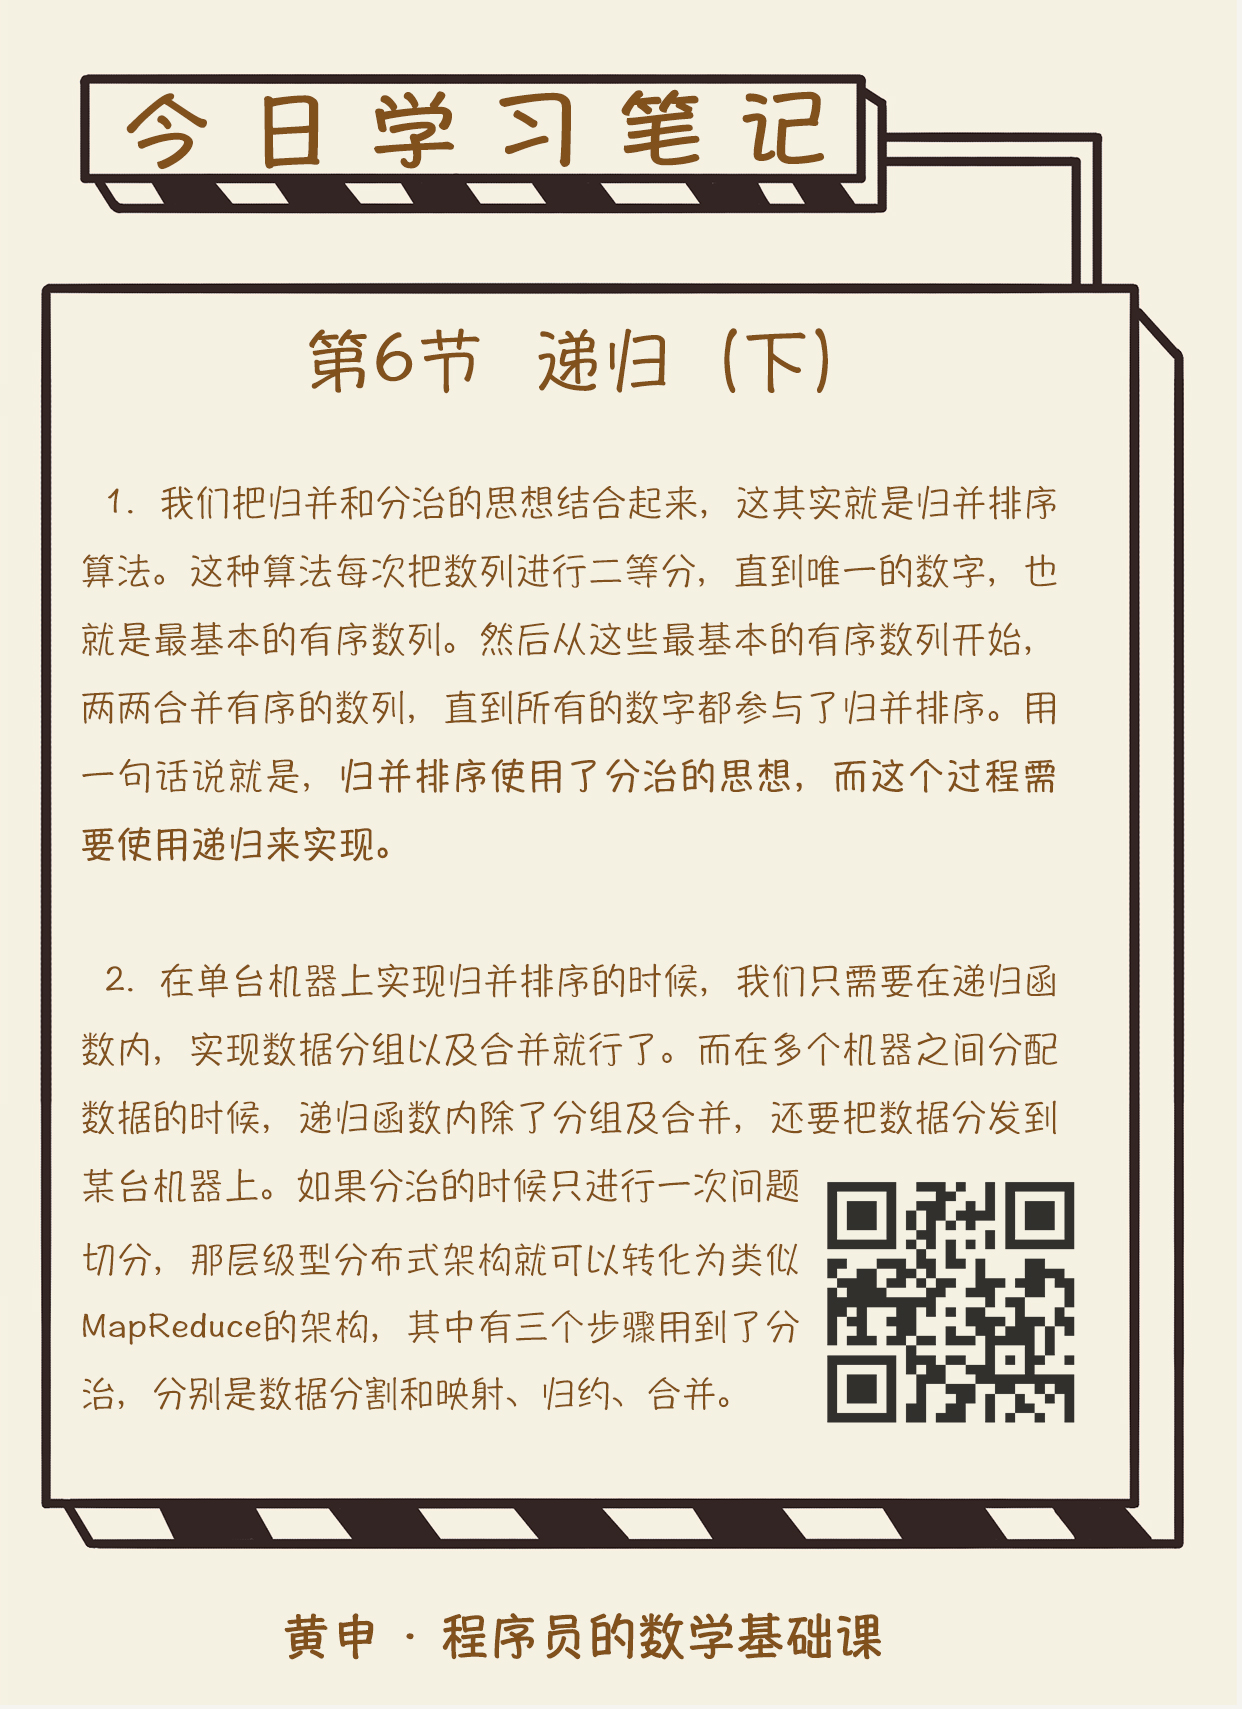 今日学习笔记
第6节 递归（下）
1. 我们把归并和分治的思想结合起来，这其实就是归并排序
算法。这种算法每次把数列进行二等分，直到唯一的数字，也
就是最基本的有序数列。然后从这些最基本的有序数列开始，
两两合并有序的数列，直到所有的数字都参与了归并排序。用
一句话说就是，归并排序使用了分治的思想，而这个过程需
要使用递归来实现。
2. 在单台机器上实现归并排序的时候，我们只需要在递归函
数内，实现数据分组以及合并就行了。而在多个机器之间分配
数据的时候，递归函数内除了分组及合并，还要把数据分发到
某台机器上。如果分治的时候只进行一次问题
切分，那层级型分布式架构就可以转化为类似
MapReduce的架构，其中有三个步骤用到了分
治，分别是数据分割和映射、归约、合并。
黄申 · 程序员的数学基础课